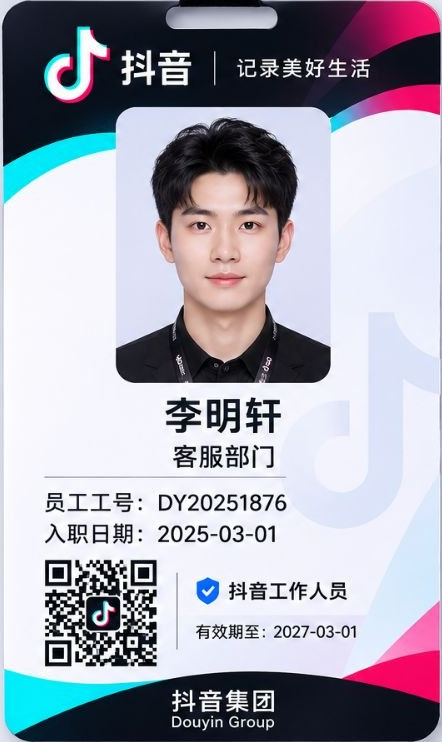 抖音 记录美好生活
李明轩
客服部门
员工工号：DY20251876
入职日期：2025-03-01
抖音工作人员
有效期至：2027-03-01
抖音集团
Douyin Group